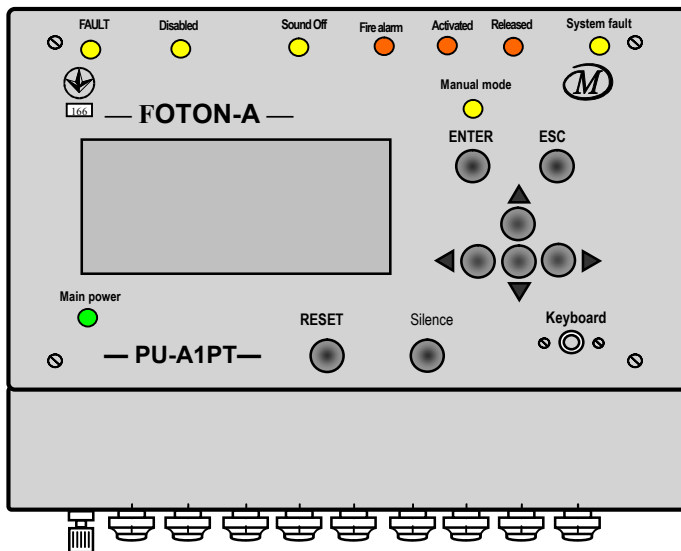 FAULT
Disabled
Sound Off
Fire alarm
Activated
Released
System fault
166
— FOTON-A —
M
Manual mode
ENTER
ESC
Main power
RESET
Silence
Keyboard
— PU-A1PT—